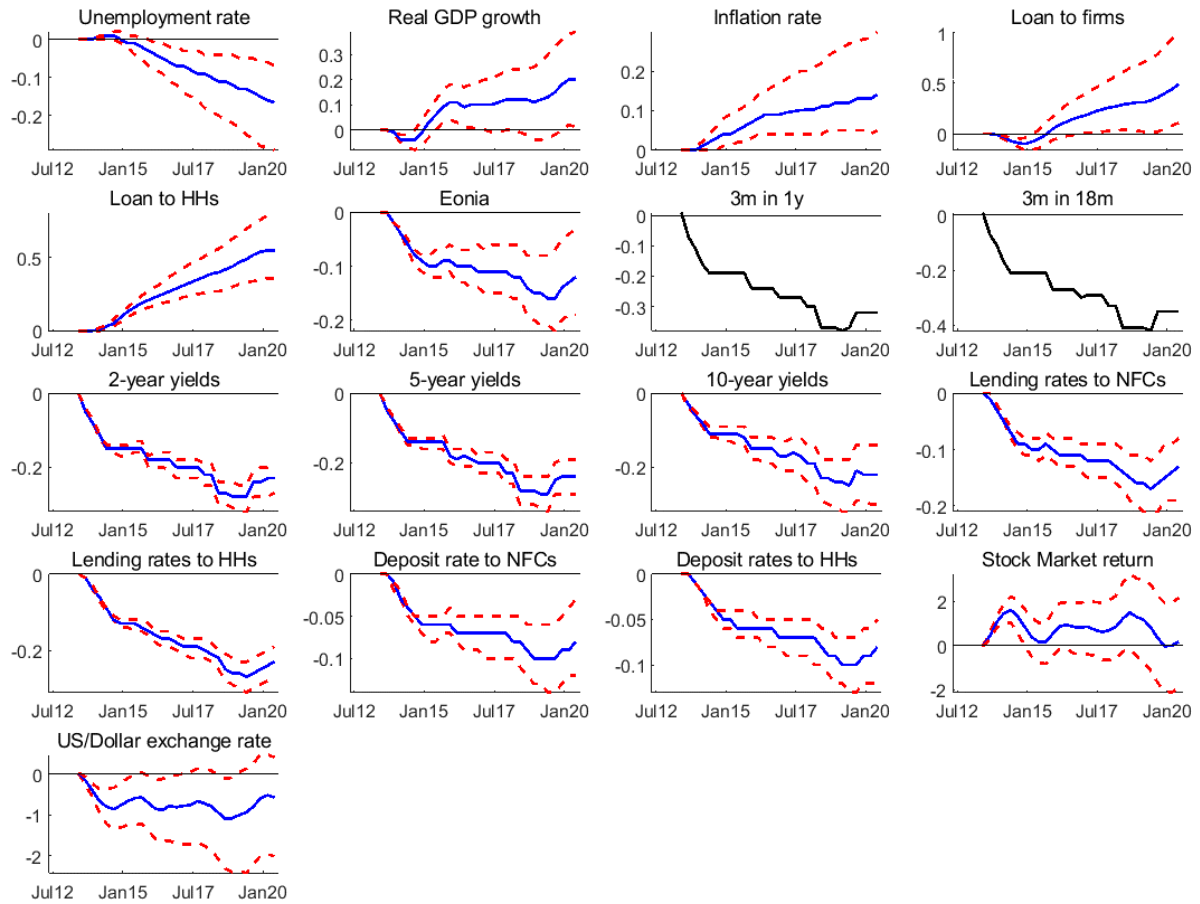 Unemployment rate Real GDP growth Inflation rate Loan to firms
0 0.3 0.2 1
-0.1 0.2 0.1 0.5
-0.2 0.1 0 0
0
Jul12 Jan15 Jul17 Jan20 Jul12 Jan15 Jul17 Jan20 Jul12 Jan15 Jul17 Jan20 Jul12 Jan15 Jul17 Jan20
Loan to HHs Eonia 3m in 1y 3m in 18m
0.5 0 0 0
0 -0.1 -0.1 -0.2
-0.2 -0.2 -0.4
-0.3
Jul12 Jan15 Jul17 Jan20 Jul12 Jan15 Jul17 Jan20 Jul12 Jan15 Jul17 Jan20 Jul12 Jan15 Jul17 Jan20
2-year yields 5-year yields 10-year yields Lending rates to NFCs
0 0 0 0
-0.2 -0.2 -0.2 -0.1
-0.2
Jul12 Jan15 Jul17 Jan20 Jul12 Jan15 Jul17 Jan20 Jul12 Jan15 Jul17 Jan20 Jul12 Jan15 Jul17 Jan20
Lending rates to HHs Deposit rate to NFCs Deposit rates to HHs Stock Market return
0 0 0 2
-0.2 -0.05 -0.05 0
-0.1 -0.1 -2
Jul12 Jan15 Jul17 Jan20 Jul12 Jan15 Jul17 Jan20 Jul12 Jan15 Jul17 Jan20 Jul12 Jan15 Jul17 Jan20
US/Dollar exchange rate
0
-1
-2
Jul12 Jan15 Jul17 Jan20